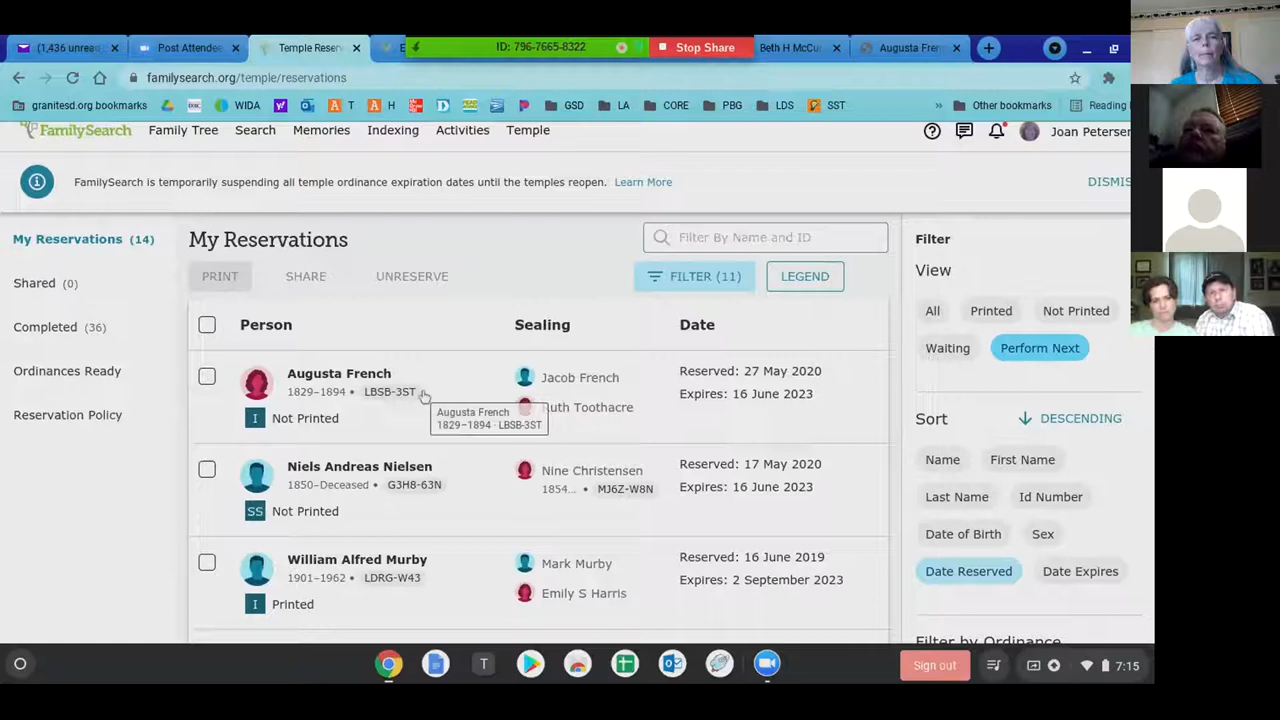 (1,436 unrea
Post Attende
Temple Reser
E
ID: 796-7665-8322
Stop Share
Beth H McCu
Augusta Fren
familysearch.org/temple/reservations
granitesd.org bookmarks
WIDA
T
H
GSD
LA
CORE
PBG
LDS
SST
»
Other bookmarks
Reading
FamilySearch
Family Tree
Search
Memories
Indexing
Activities
Temple
Joan Peterser
FamilySearch is temporarily suspending all temple ordinance expiration dates until the temples reopen. Learn More
DISMIS
My Reservations (14)
Shared (0)
Completed (36)
Ordinances Ready
Reservation Policy
My Reservations
Filter By Name and ID
PRINT
SHARE
UNRESERVE
FILTER (11)
LEGEND
Person
Sealing
Date
Augusta French
1829–1894 • LBSB-3ST
I Not Printed
Jacob French
Ruth Toothacre
Reserved: 27 May 2020
Expires: 16 June 2023
Augusta French
1829–1894 · LBSB-3ST
Niels Andreas Nielsen
1850–Deceased • G3H8-63N
SS Not Printed
Nine Christensen
1854... • MJ6Z-W8N
Reserved: 17 May 2020
Expires: 16 June 2023
William Alfred Murby
1901–1962 • LDRG-W43
I Printed
Mark Murby
Emily S Harris
Reserved: 16 June 2019
Expires: 2 September 2023
Filter
View
All
Printed
Not Printed
Waiting
Perform Next
Sort
DESCENDING
Name
First Name
Last Name
Id Number
Date of Birth
Sex
Date Reserved
Date Expires
Filter by Ordinance
T
Sign out
7:15